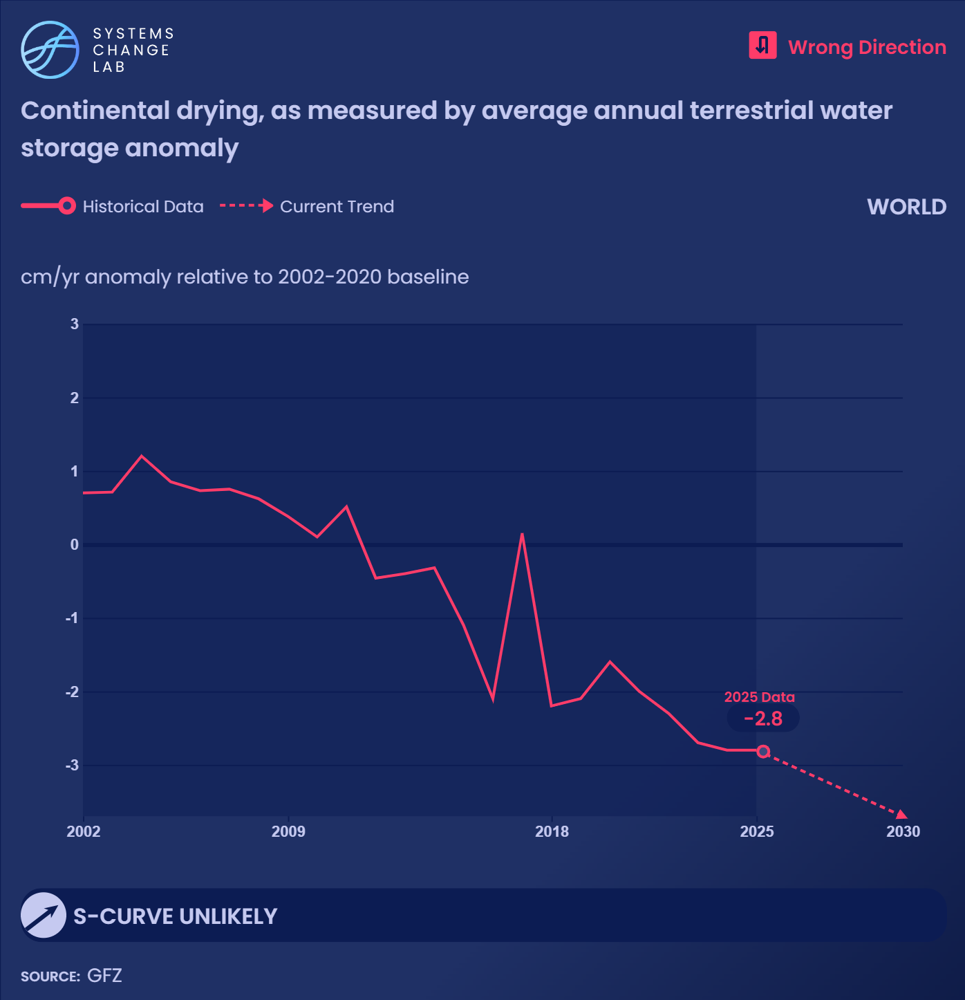 SYSTEMS
CHANGE
LAB
Wrong Direction
Continental drying, as measured by average annual terrestrial water
storage anomaly
Historical Data
Current Trend
WORLD
cm/yr anomaly relative to 2002-2020 baseline
3
2
1
0
-1
-2
-3
2025 Data
-2.8
2002
2009
2018
2025
2030
S-CURVE UNLIKELY
SOURCE: GFZ